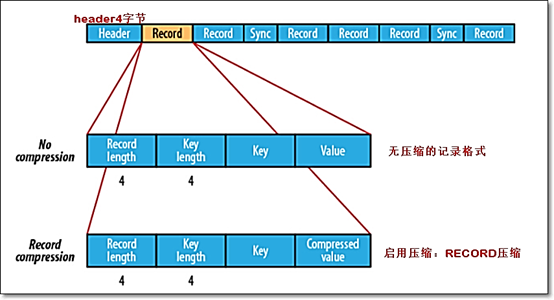 header4字节
Header Record Record Sync Record Record Record Sync Record
No compression
Record length Key length Key Value
无压缩的记录格式
4 4
Record compression
Record length Key length Key Compressed value
启用压缩：RECORD压缩
4 4